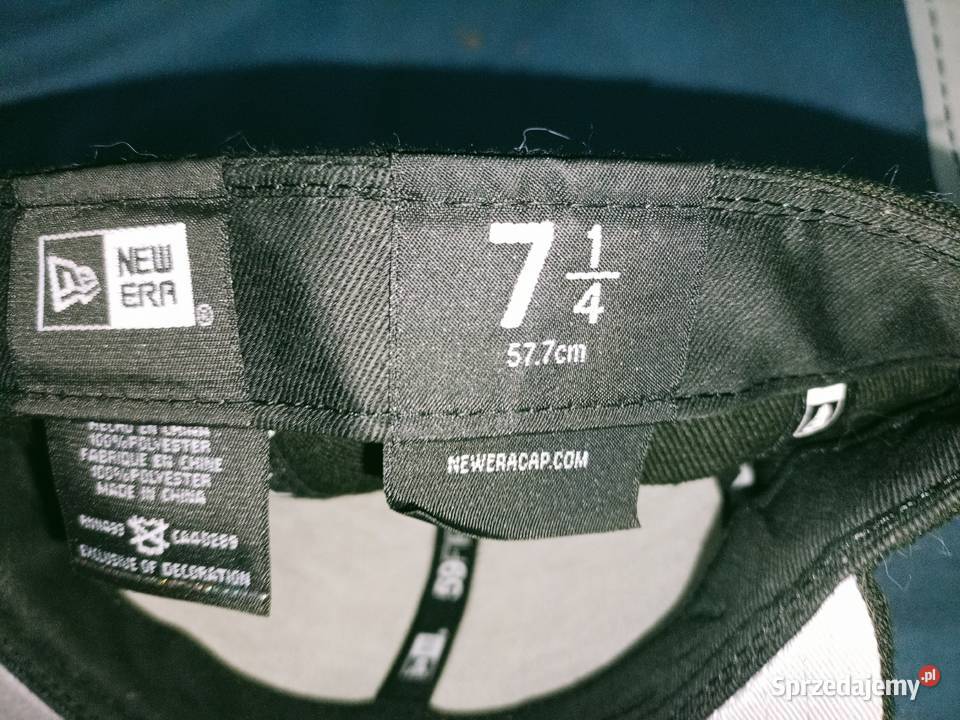 NEW
ERA
®
7 1/4
57.7cm
100%POLYESTER
FABRIQUE EN CHINE
100%POLYESTER
MADE IN CHINA
EXCLUSIVE OF DECORATION
NEWERACAP.COM
Sprzedajemy.pl